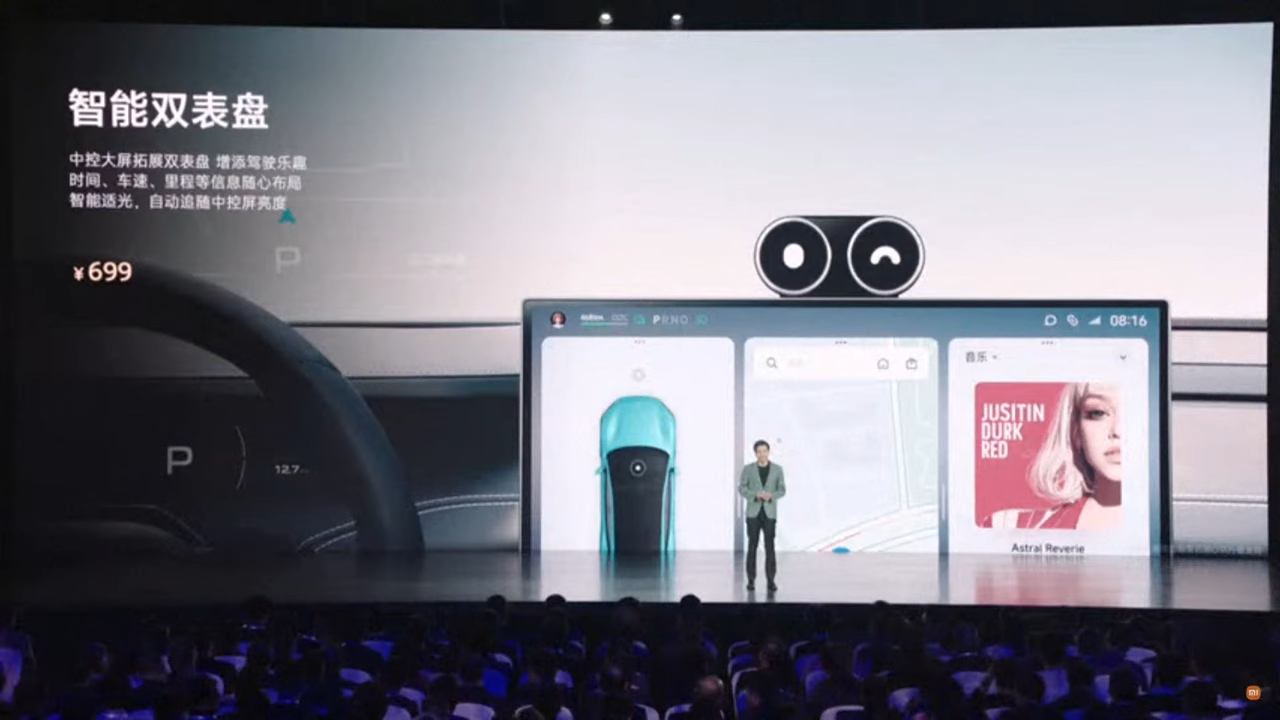 智能双表盘
中控大屏拓展双表盘 增添驾驶乐趣
时间、车速、里程等信息随心布局
智能适光，自动追随中控屏亮度
¥699
P
P
12.7
PRND
08:16
音乐
JUSITIN
DURK
RED
Astral Reverie
mi